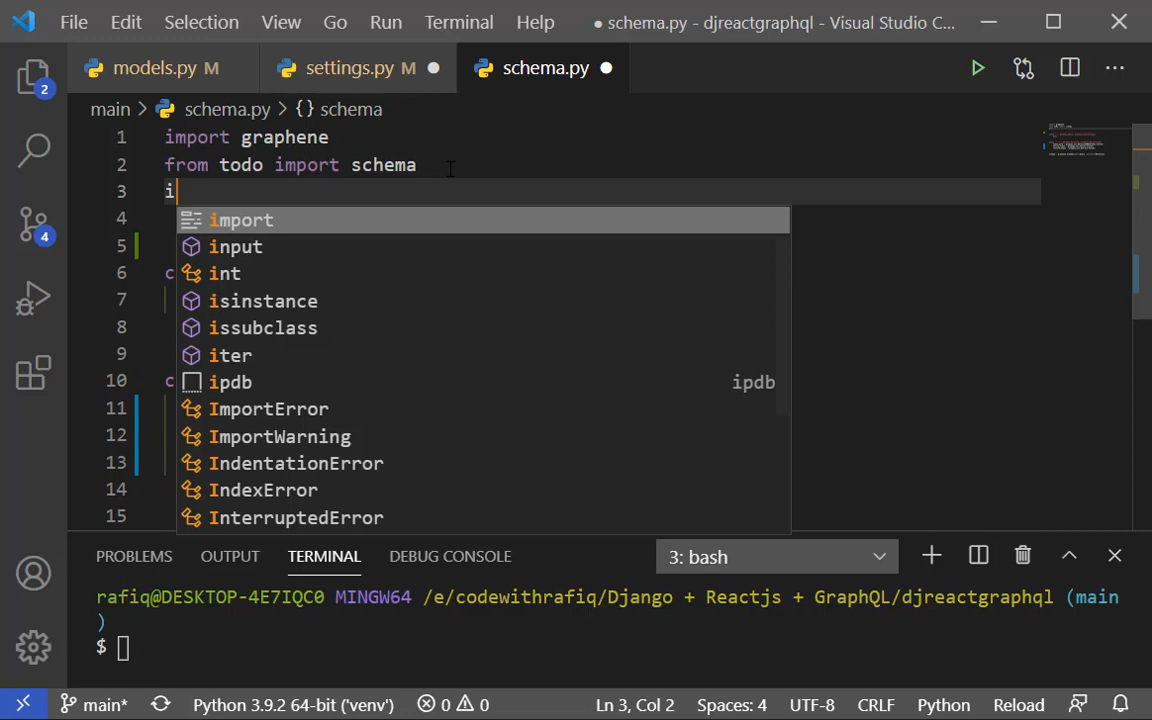 File Edit Selection View Go Run Terminal Help ● schema.py - djreactgraphql - Visual Studio C...
models.py M settings.py M schema.py
main > schema.py > {} schema
1 import graphene
2 from todo import schema
3 i
4 import
5 input
6 c int
7 isinstance
8 issubclass
9 iter
10 c ipdb ipdb
11 ImportError
12 ImportWarning
13 IndentationError
14 IndexError
15 InterruptedError
2
4
PROBLEMS OUTPUT TERMINAL DEBUG CONSOLE 3: bash
rafiq@DESKTOP-4E7IQC0 MINGW64 /e/codewithrafiq/Django + Reactjs + GraphQL/djreactgraphql (main
)
$
main* Python 3.9.2 64-bit ('venv') 0 0 Ln 3, Col 2 Spaces: 4 UTF-8 CRLF Python Reload